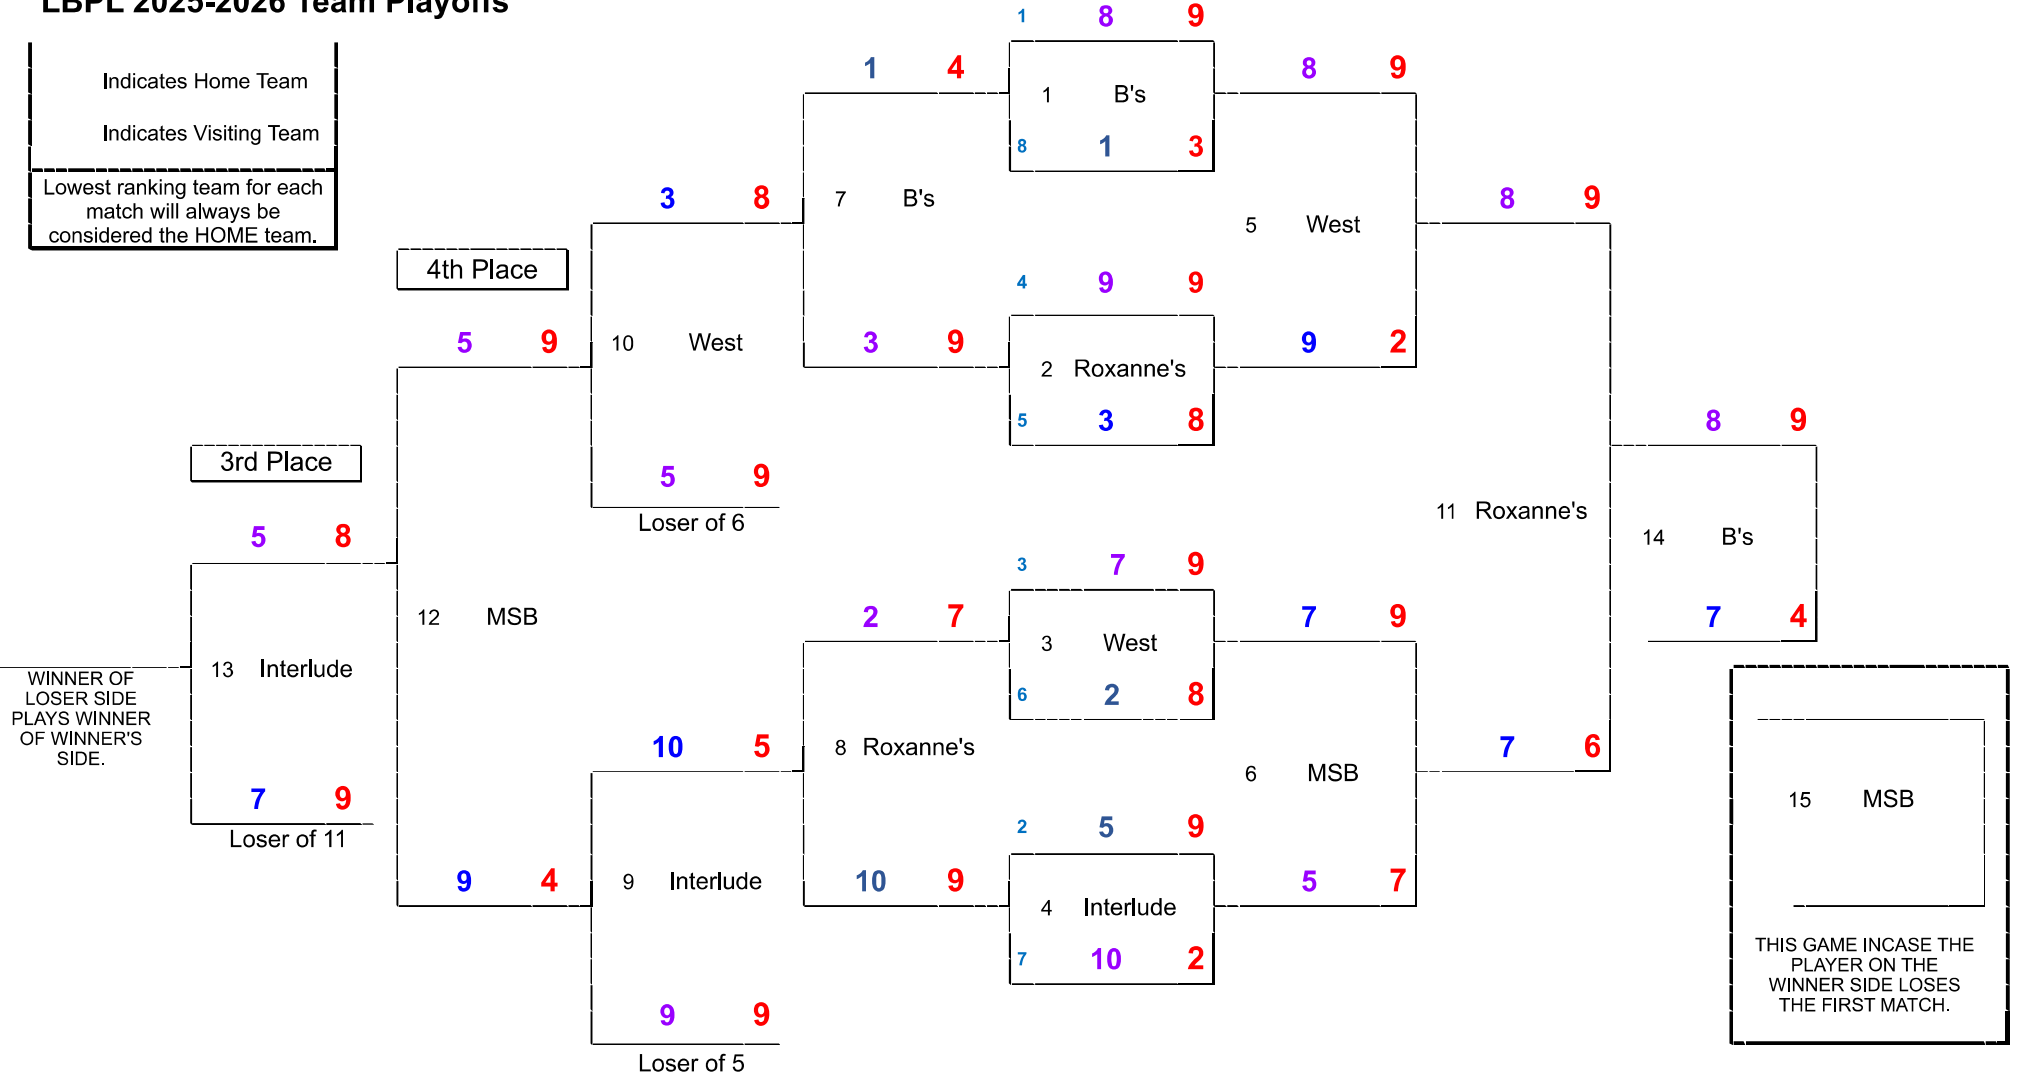 LBPL 2025-2026 Team Playoffs
1 8 9
1 4
8 9
Indicates Home Team
1 B's
Indicates Visiting Team
8 1 3
Lowest ranking team for each
match will always be
considered the HOME team.
3 8
7 B's
8 9
5 West
4th Place
4 9 9
5 9
10 West
3 9
2 Roxanne's
9 2
5 3 8
8 9
3rd Place
5 9
Loser of 6
11 Roxanne's
5 8
14 B's
3 7 9
12 MSB
2 7
7 9
7 4
3 West
13 Interlude
WINNER OF
LOSER SIDE
PLAYS WINNER
OF WINNER'S
SIDE.
6 2 8
10 5
8 Roxanne's
7 6
6 MSB
7 9
Loser of 11
15 MSB
2 5 9
9 4
9 Interlude
10 9
5 7
4 Interlude
7 10 2
THIS GAME INCASE THE
PLAYER ON THE
WINNER SIDE LOSES
THE FIRST MATCH.
9 9
Loser of 5